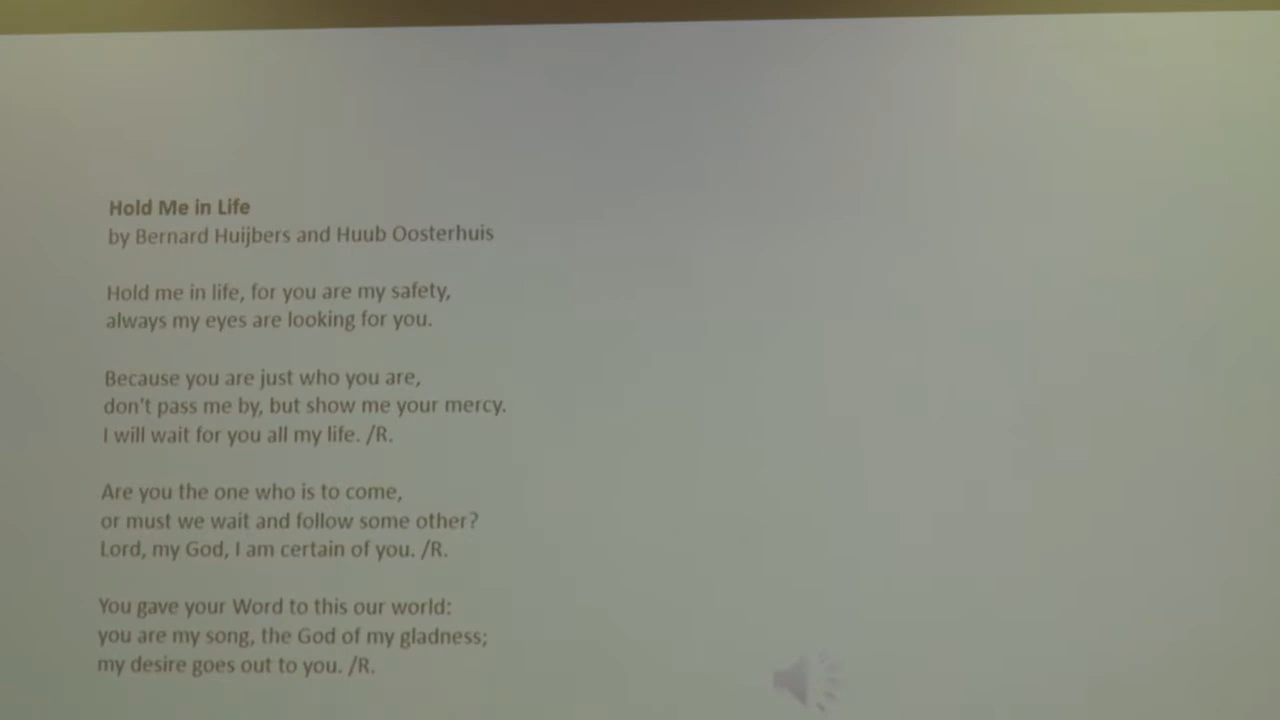 Hold Me in Life
by Bernard Huijbers and Huub Oosterhuis
Hold me in life, for you are my safety,
always my eyes are looking for you.
Because you are just who you are,
don't pass me by, but show me your mercy.
I will wait for you all my life. /R.
Are you the one who is to come,
or must we wait and follow some other?
Lord, my God, I am certain of you. /R.
You gave your Word to this our world:
you are my song, the God of my gladness;
my desire goes out to you. /R.